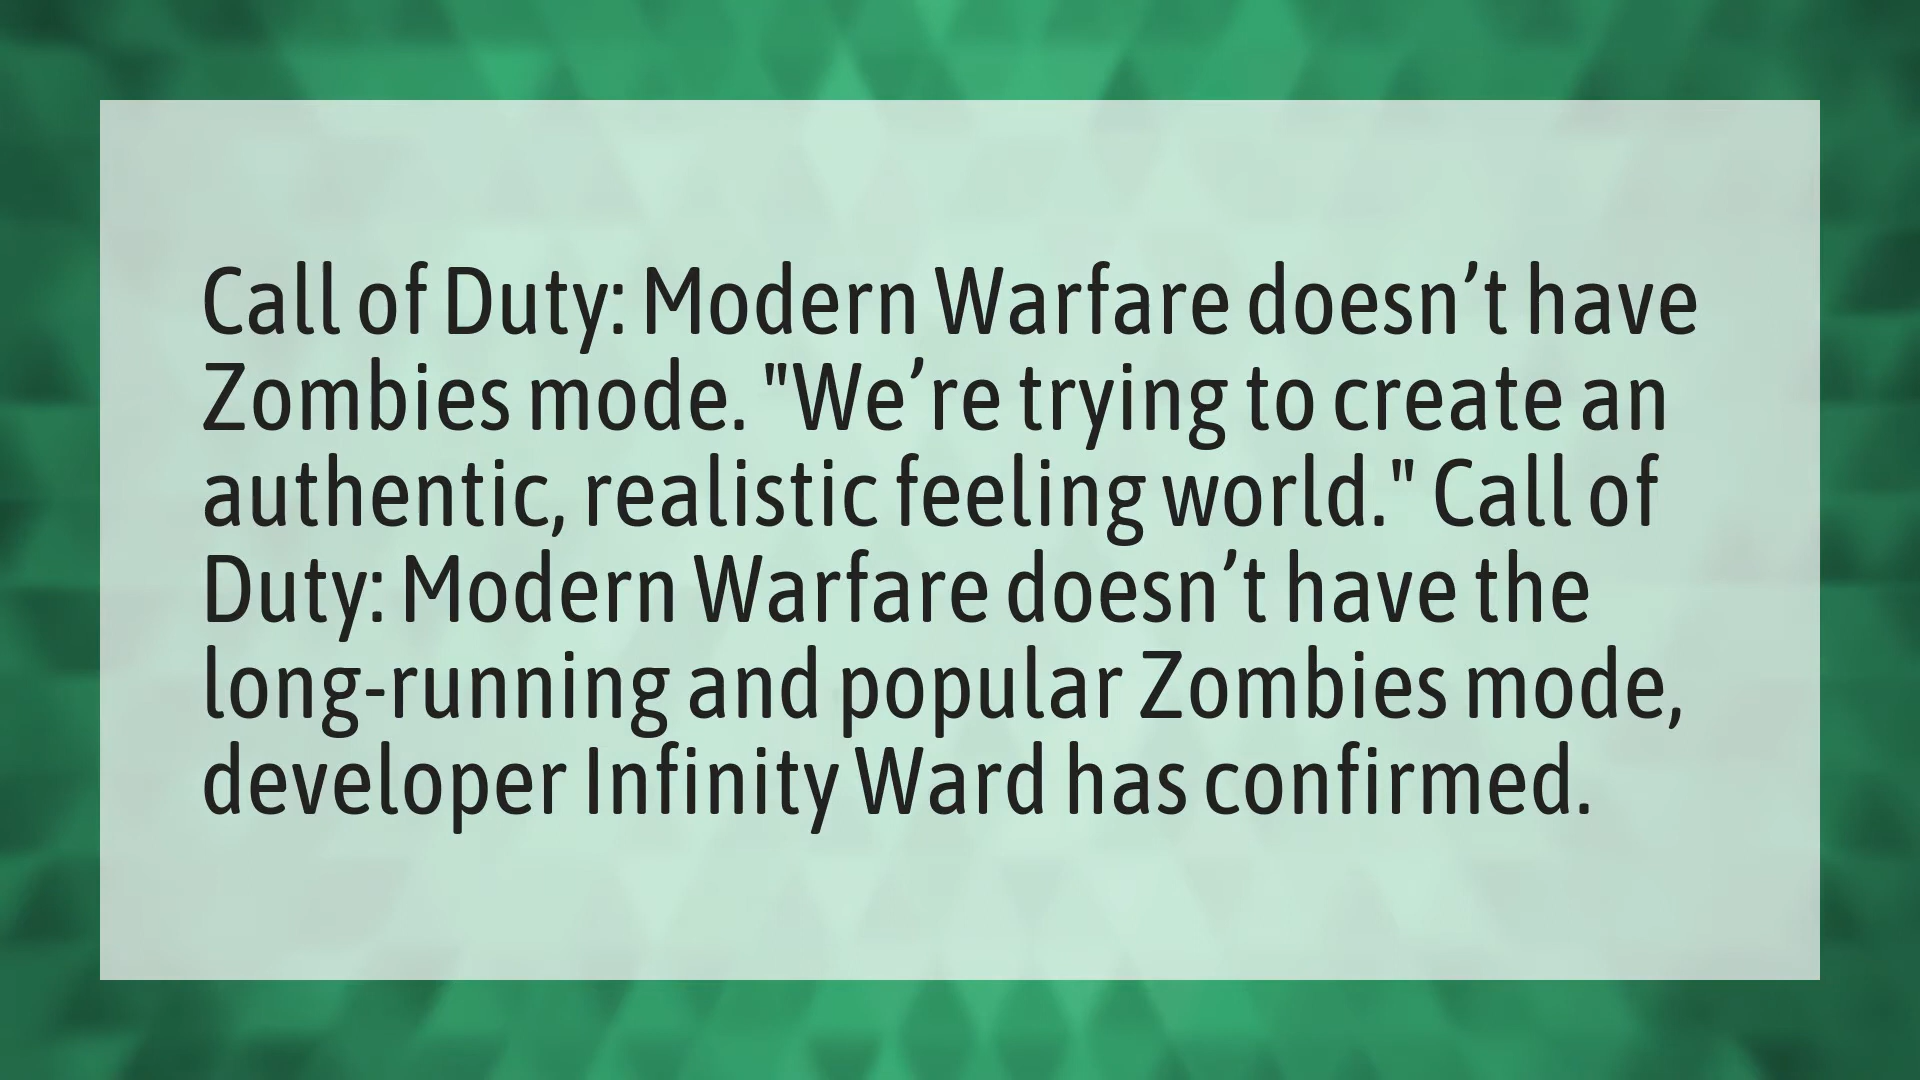 Call of Duty: Modern Warfare doesn’t have
Zombies mode. "We’re trying to create an
authentic, realistic feeling world." Call of
Duty: Modern Warfare doesn’t have the
long-running and popular Zombies mode,
developer Infinity Ward has confirmed.